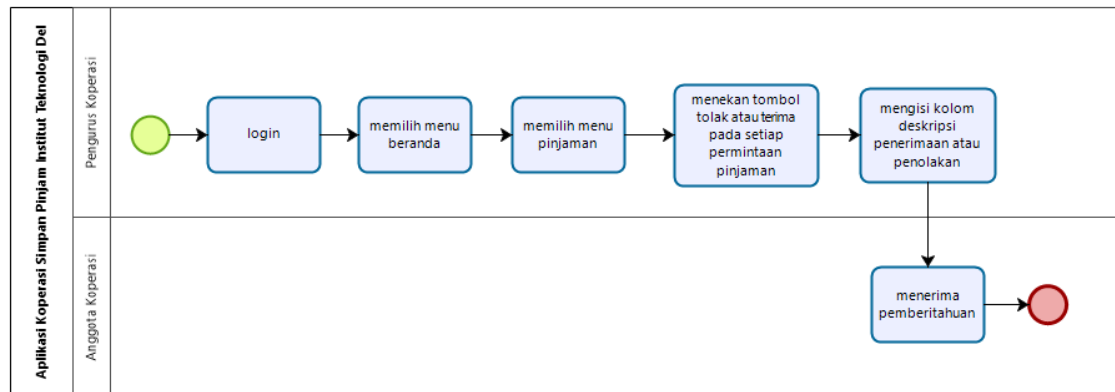 Aplikasi Koperasi Simpan Pinjam Institut Teknologi Del
Pengurus Koperasi
login
memilih menu
beranda
memilih menu
pinjaman
menekan tombol
tolak atau terima
pada setiap
permintaan
pinjaman
mengisi kolom
deskripsi
penerimaan atau
penolakan
Anggota Koperasi
menerima
pemberitahuan